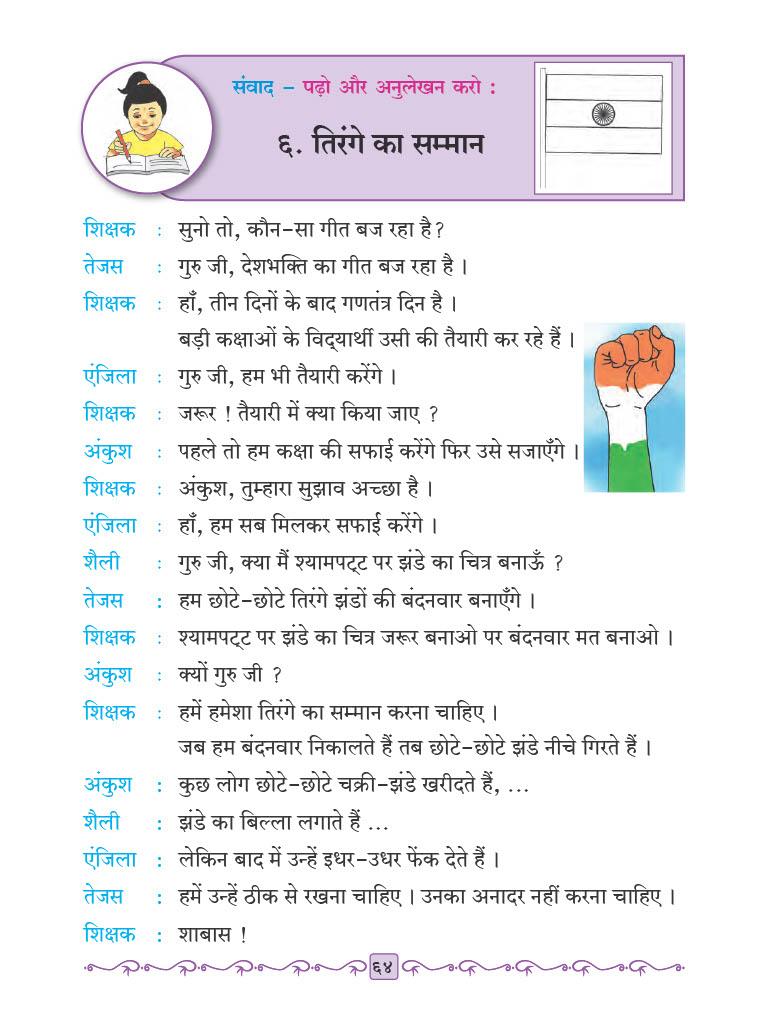 संवाद – पढ़ो और अनुलेखन करो :
६. तिरंगे का सम्मान
शिक्षक : सुनो तो, कौन-सा गीत बज रहा है?
तेजस : गुरु जी, देशभक्ति का गीत बज रहा है ।
शिक्षक : हाँ, तीन दिनों के बाद गणतंत्र दिन है ।
बड़ी कक्षाओं के विद्‌यार्थी उसी की तैयारी कर रहे हैं ।
एंजिला : गुरु जी, हम भी तैयारी करेंगे ।
शिक्षक : जरूर ! तैयारी में क्या किया जाए ?
अंकुश : पहले तो हम कक्षा की सफाई करेंगे फिर उसे सजाएँगे ।
शिक्षक : अंकुश, तुम्हारा सुझाव अच्छा है ।
एंजिला : हाँ, हम सब मिलकर सफाई करेंगे ।
शैली : गुरु जी, क्या मैं श्यामपट्‌ट पर झंडे का चित्र बनाऊँ ?
तेजस : हम छोटे-छोटे तिरंगे झंडों की बंदनवार बनाएँगे ।
शिक्षक : श्यामपट्‌ट पर झंडे का चित्र जरूर बनाओ पर बंदनवार मत बनाओ ।
अंकुश : क्यों गुरु जी ?
शिक्षक : हमें हमेशा तिरंगे का सम्मान करना चाहिए ।
जब हम बंदनवार निकालते हैं तब छोटे-छोटे झंडे नीचे गिरते हैं ।
अंकुश : कुछ लोग छोटे-छोटे चक्री-झंडे खरीदते हैं, ...
शैली : झंडे का बिल्ला लगाते हैं ...
एंजिला : लेकिन बाद में उन्हें इधर-उधर फेंक देते हैं ।
तेजस : हमें उन्हें ठीक से रखना चाहिए । उनका अनादर नहीं करना चाहिए ।
शिक्षक : शाबास !
६४